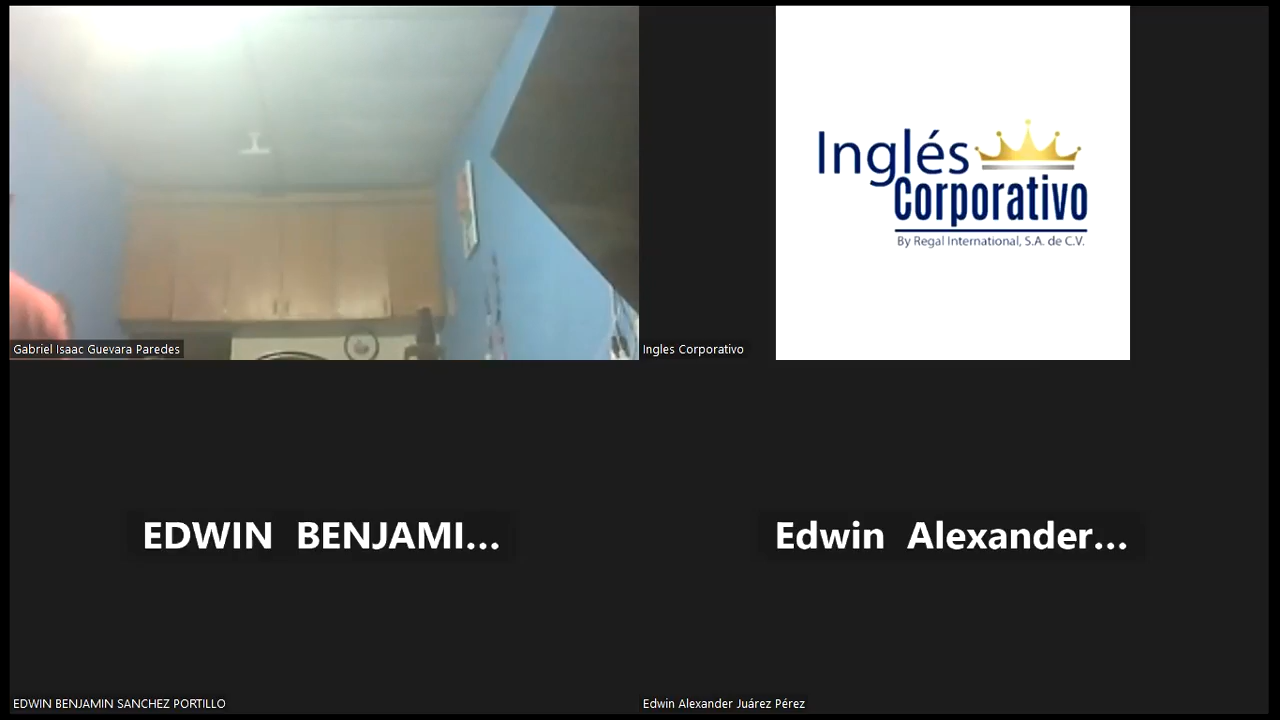 Gabriel Isaac Guevara Paredes
Inglés
Corporativo
By Regal International, S.A. de C.V.
Ingles Corporativo
EDWIN BENJAMI...
Edwin Alexander...
EDWIN BENJAMIN SANCHEZ PORTILLO
Edwin Alexander Juárez Pérez